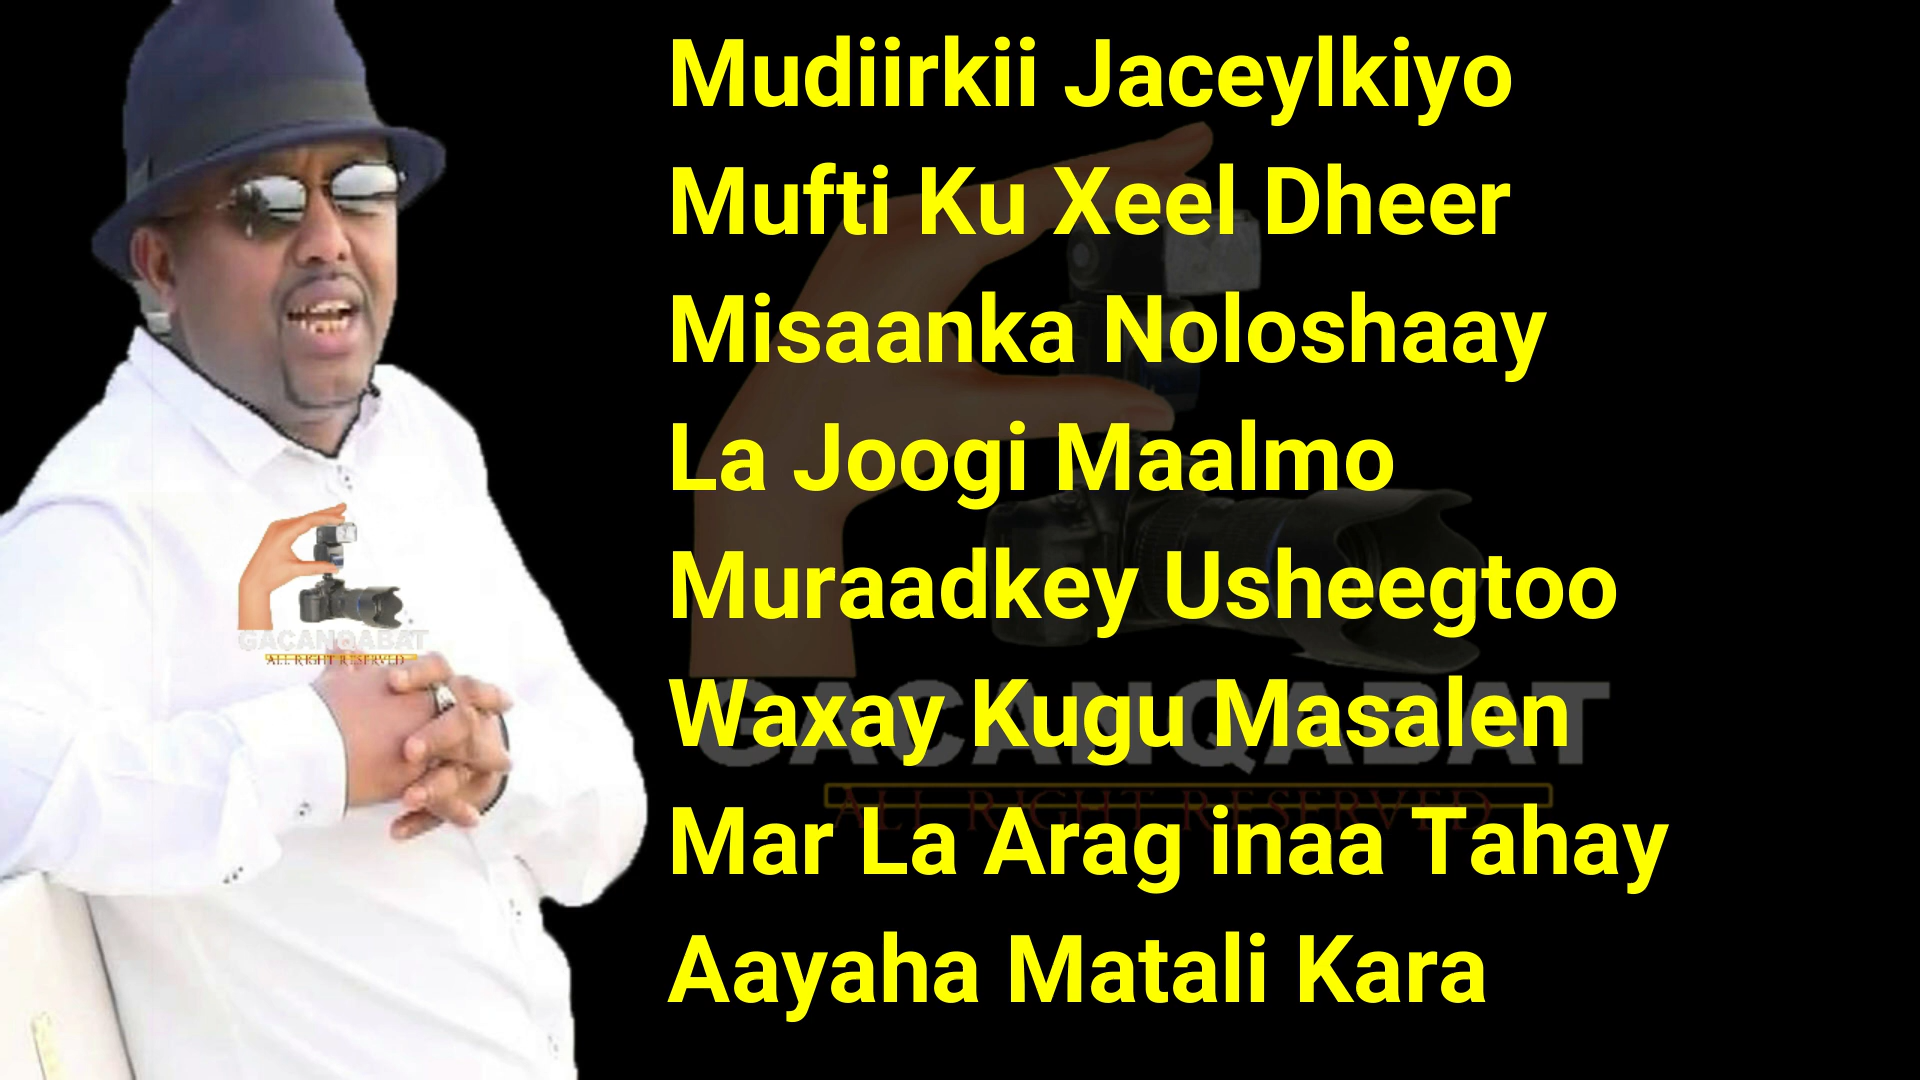 Mudiirkii Jaceylkiyo
Mufti Ku Xeel Dheer
Misaanka Noloshaay
La Joogi Maalmo
Muraadkey Usheegtoo
Waxay Kugu Masalen
Mar La Arag inaa Tahay
Aayaha Matali Kara
GACANQABAT
ALL RIGHT RESERVED
GACANQABAT
ALL RIGHT RESERVED